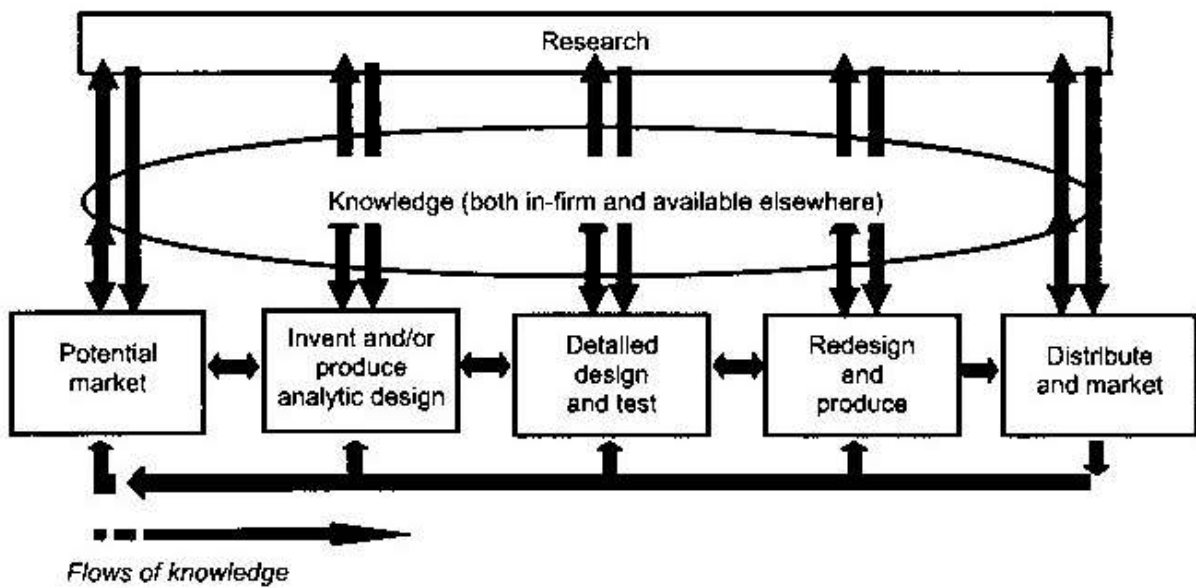 Research
Knowledge (both in-firm and available elsewhere)
Potential
market
Invent and/or
produce
analytic design
Detailed
design
and test
Redesign
and
produce
Distribute
and market
Flows of knowledge